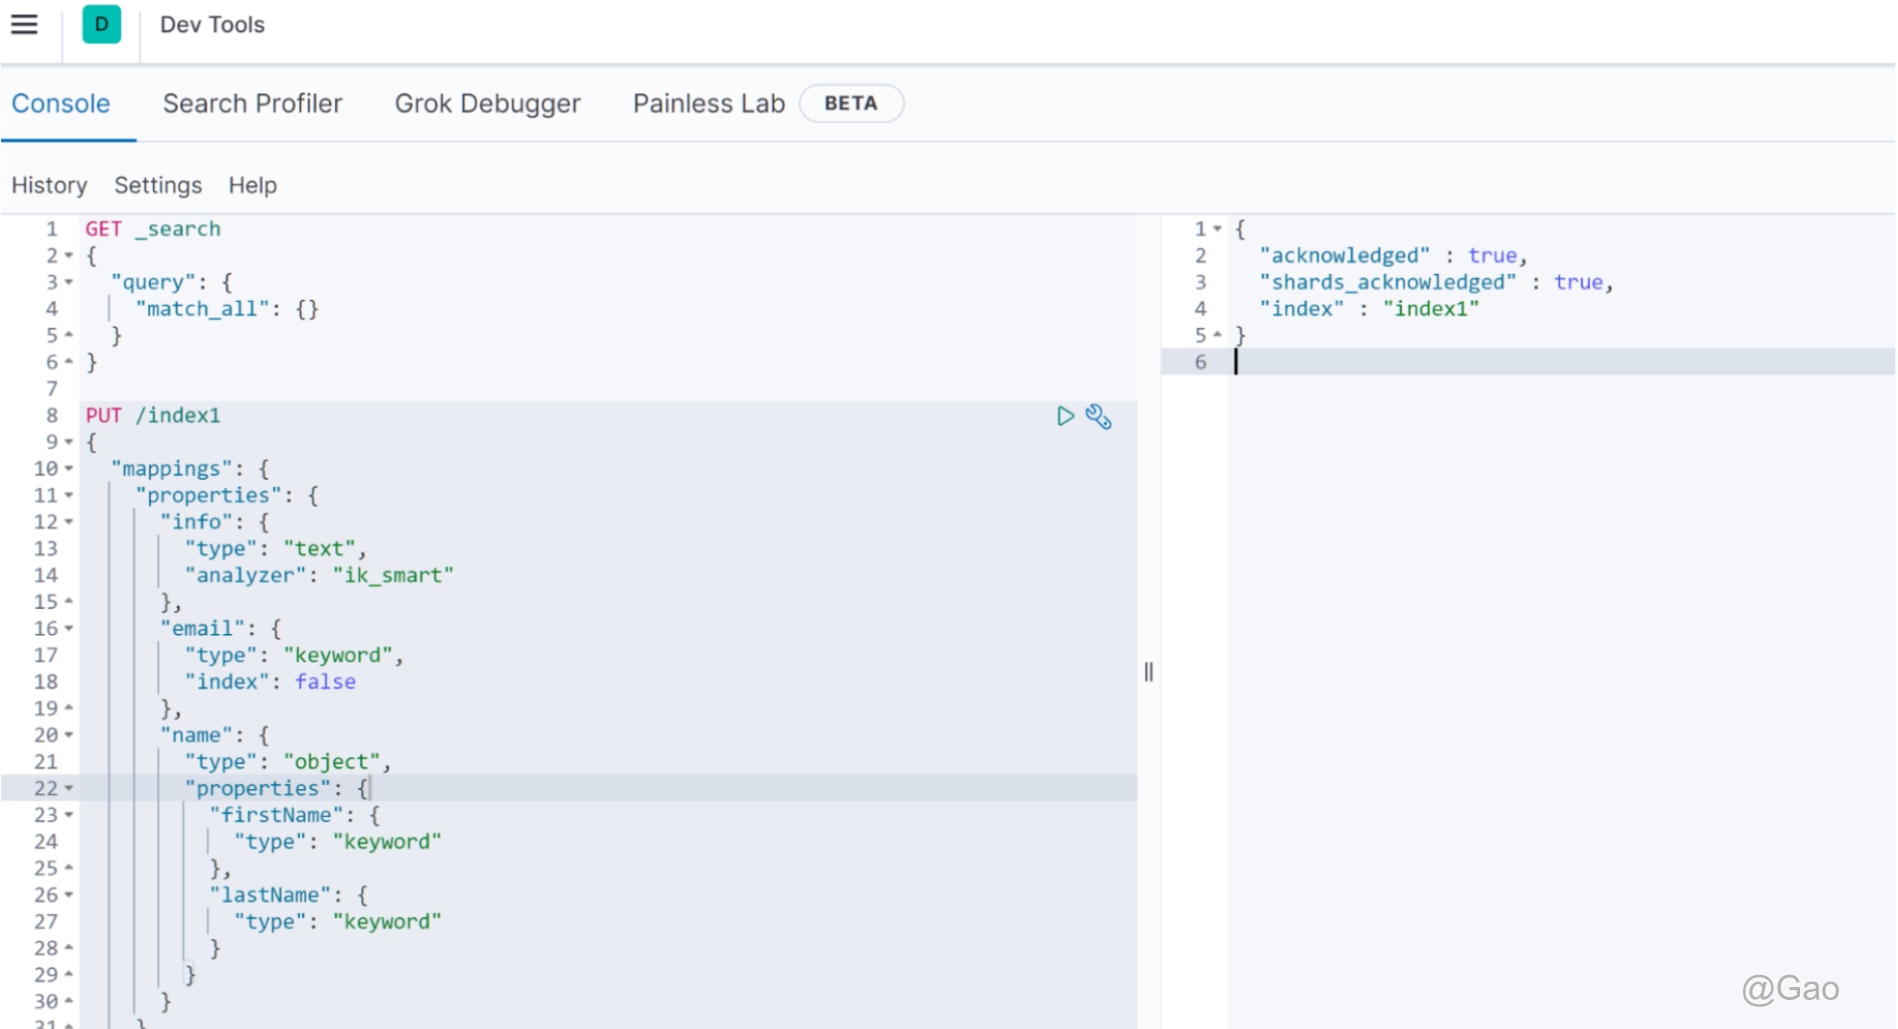 D Dev Tools
Console Search Profiler Grok Debugger Painless Lab BETA
History Settings Help
1 GET _search
2 {
3 "query": {
4 "match_all": {}
5 }
6 }
7
8 PUT /index1
9 {
10 "mappings": {
11 "properties": {
12 "info": {
13 "type": "text",
14 "analyzer": "ik_smart"
15 },
16 "email": {
17 "type": "keyword",
18 "index": false
19 },
20 "name": {
21 "type": "object",
22 "properties": {
23 "firstName": {
24 "type": "keyword"
25 },
26 "lastName": {
27 "type": "keyword"
28 }
29 }
30 }
31 }
1 {
2 "acknowledged" : true,
3 "shards_acknowledged" : true,
4 "index" : "index1"
5 }
6
@Gao